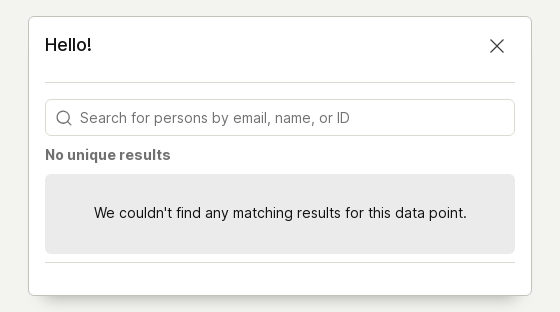 Hello!
Search for persons by email, name, or ID
No unique results
We couldn't find any matching results for this data point.